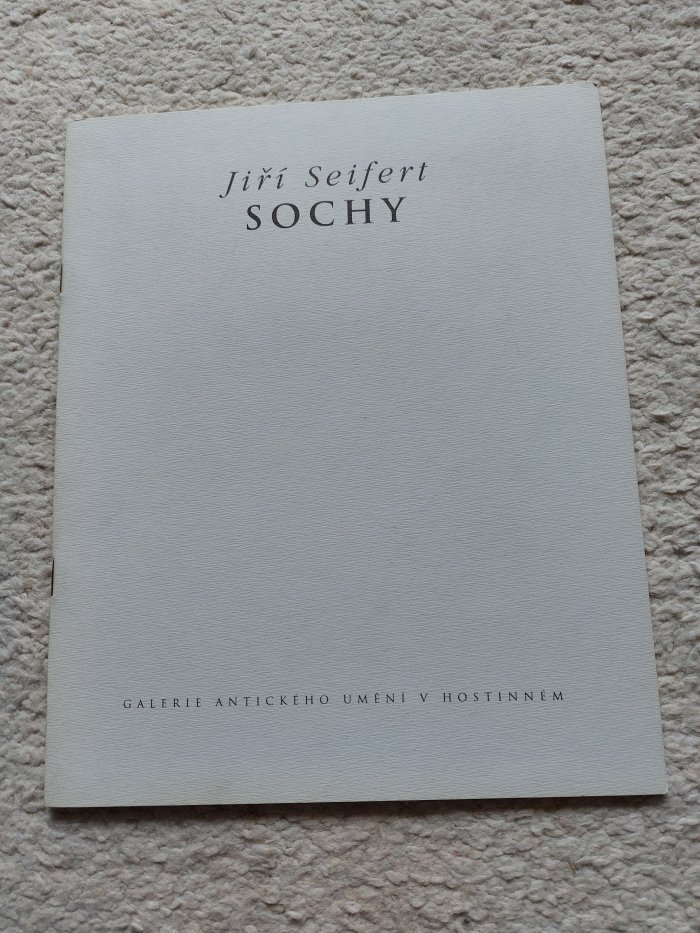 Jiří Seifert
SOCHY
GALERIE ANTICKÉHO UMĚNÍ V HOSTINNÉM